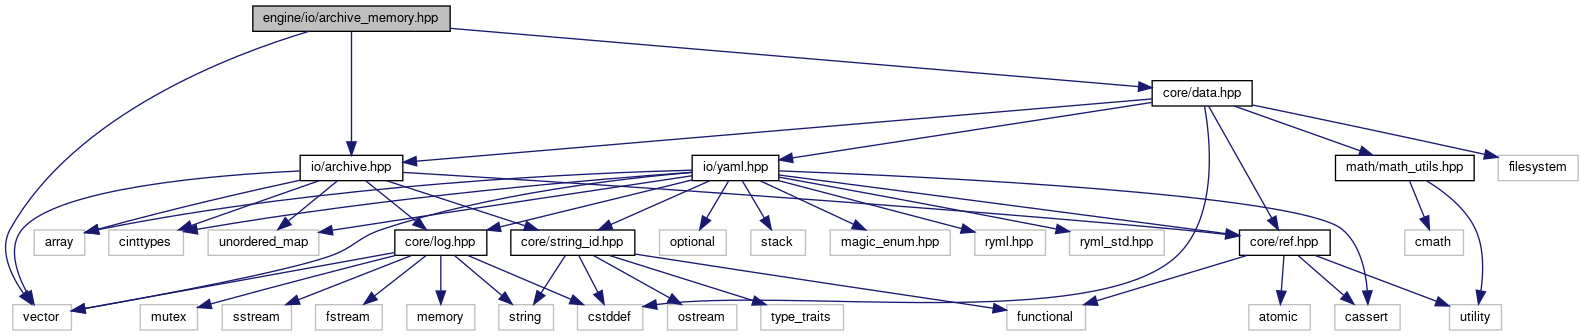 engine/io/archive_memory.hpp
core/data.hpp
io/archive.hpp
io/yaml.hpp
math/math_utils.hpp
filesystem
array
cinttypes
unordered_map
core/log.hpp
core/string_id.hpp
optional
stack
magic_enum.hpp
ryml.hpp
ryml_std.hpp
core/ref.hpp
cmath
vector
mutex
sstream
fstream
memory
string
cstddef
ostream
type_traits
functional
atomic
cassert
utility